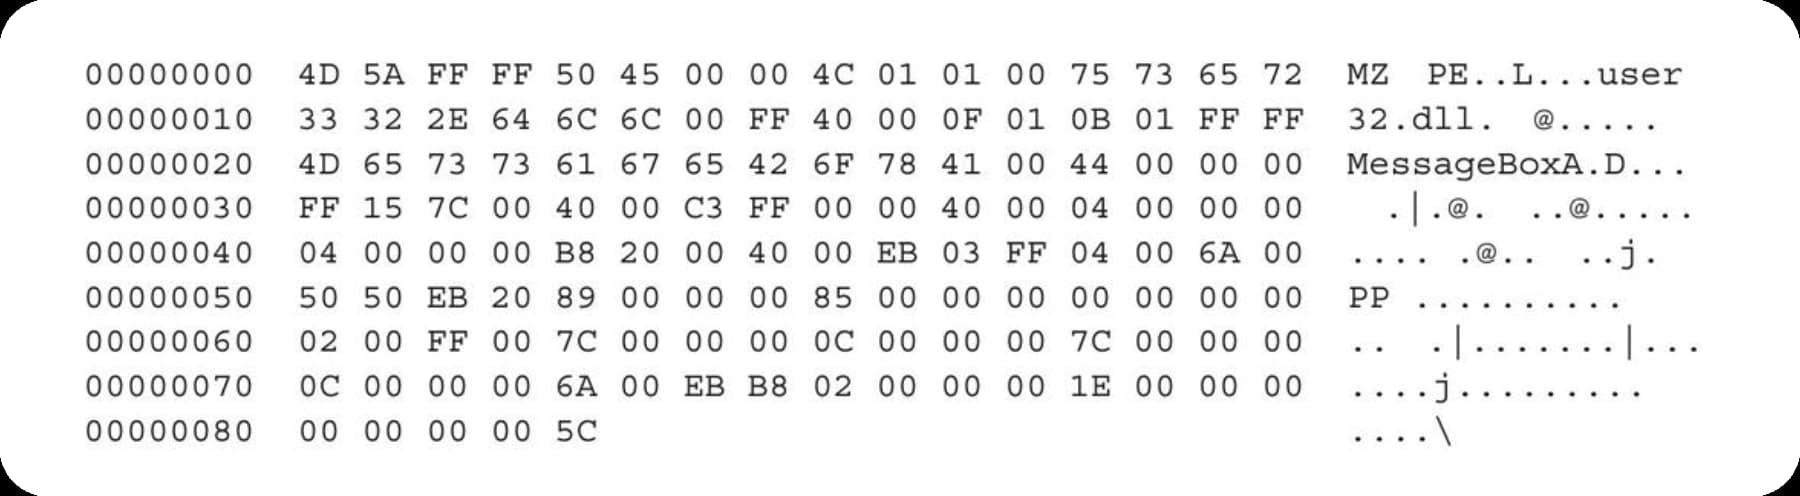 00000000 4D 5A FF FF 50 45 00 00 4C 01 01 00 75 73 65 72 MZ PE..L...user
00000010 33 32 2E 64 6C 6C 00 FF 40 00 0F 01 0B 01 FF FF 32.dll. @.....
00000020 4D 65 73 73 61 67 65 42 6F 78 41 00 44 00 00 00 MessageBoxA.D...
00000030 FF 15 7C 00 40 00 C3 FF 00 00 40 00 04 00 00 00 .|.@. ..@.....
00000040 04 00 00 00 B8 20 00 40 00 EB 03 FF 04 00 6A 00 .... .@.. ..j.
00000050 50 50 EB 20 89 00 00 00 85 00 00 00 00 00 00 00 PP ..........
00000060 02 00 FF 00 7C 00 00 00 0C 00 00 00 7C 00 00 00 .. .|.......|...
00000070 0C 00 00 00 6A 00 EB B8 02 00 00 00 1E 00 00 00 ....j.........
00000080 00 00 00 00 5C ....\